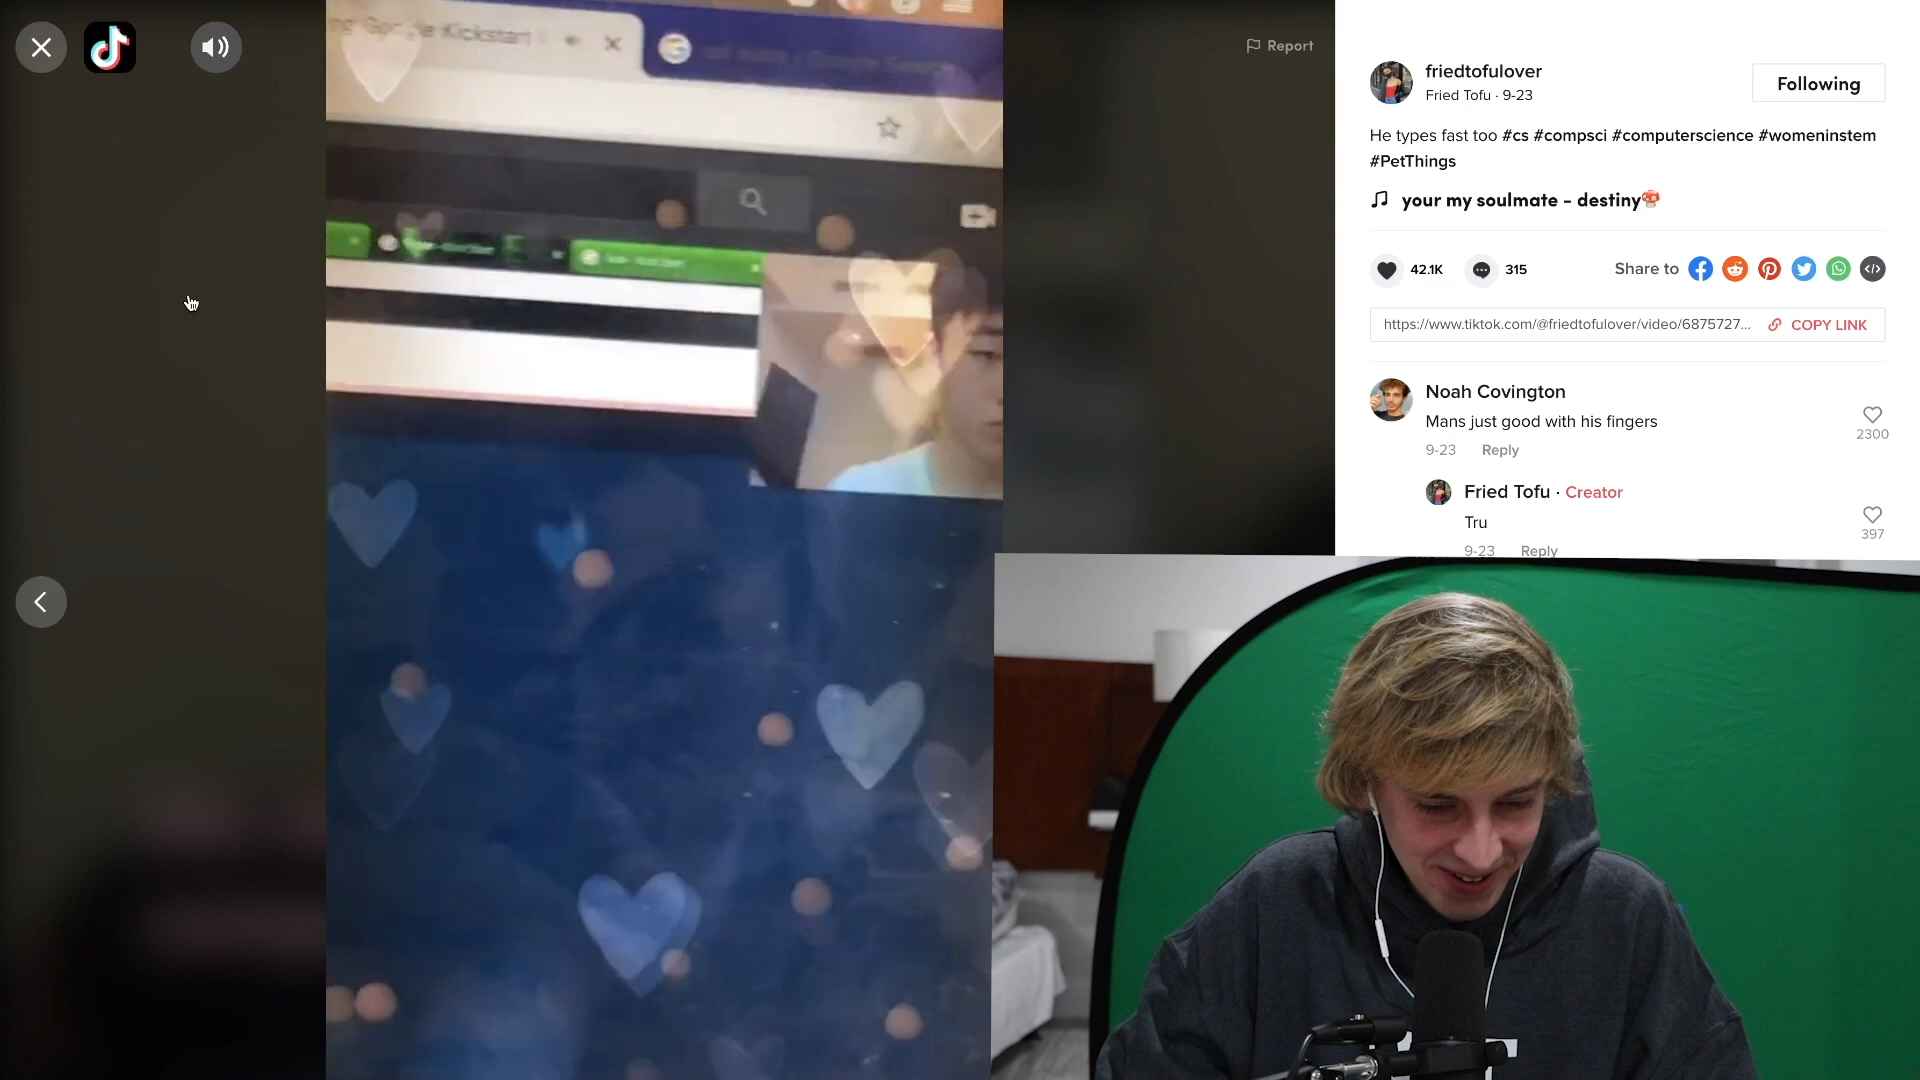 Kickstart
Report
friedtofulover
Fried Tofu · 9-23
Following
He types fast too #cs #compsci #computerscience #womeninstem
#PetThings
your my soulmate - destiny🍄
42.1K
315
Share to
https://www.tiktok.com/@friedtofulover/video/6875727...
COPY LINK
Noah Covington
Mans just good with his fingers
2300
9-23 Reply
Fried Tofu · Creator
Tru
397
9-23 Reply